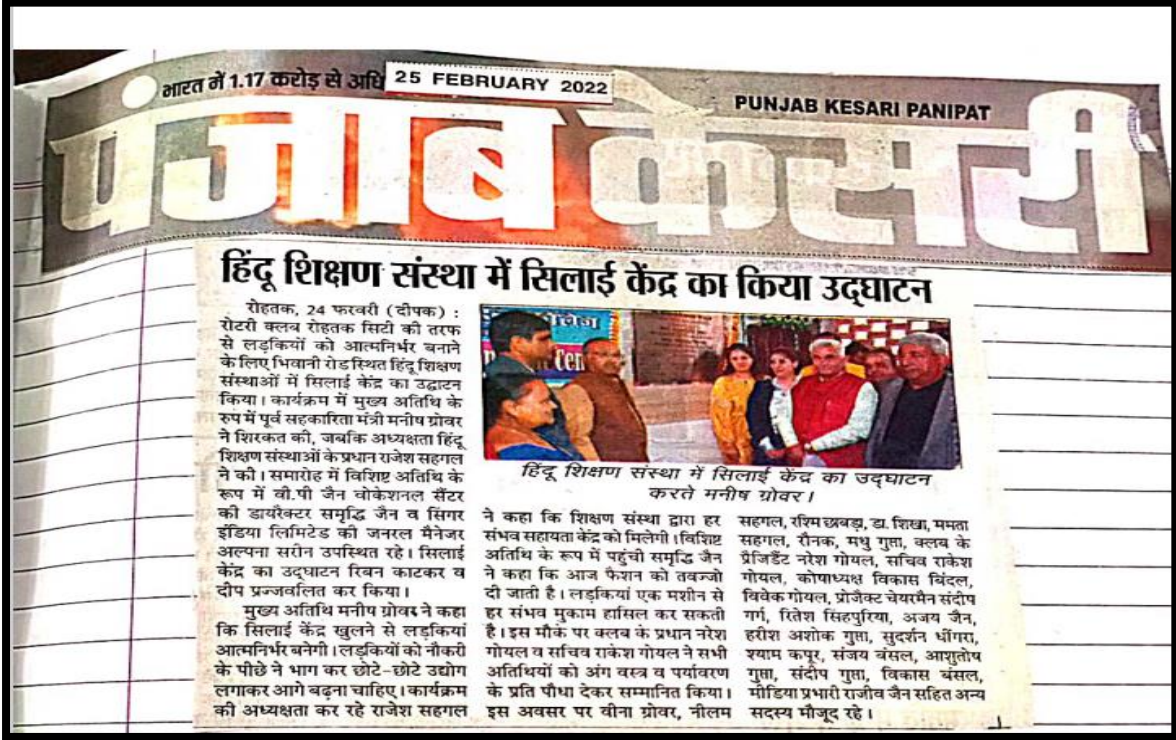 भारत में 1.17 करोड़ से अधि
25 FEBRUARY 2022
PUNJAB KESARI PANIPAT
पंजाब केसरी
हिंदू शिक्षण संस्था में सिलाई केंद्र का किया उद्घाटन
रोहतक, 24 फरवरी (दीपक) :
रोटरी क्लब रोहतक सिटी की तरफ
से लड़कियों को आत्मनिर्भर बनाने
के लिए भिवानी रोड स्थित हिंदू शिक्षण
संस्थाओं में सिलाई केंद्र का उद्घाटन
किया। कार्यक्रम में मुख्य अतिथि के
रुप में पूर्व सहकारिता मंत्री मनीष ग्रोवर
ने शिरकत की, जबकि अध्यक्षता हिंदू
शिक्षण संस्थाओं के प्रधान राजेश सहगल
ने की। समारोह में विशिष्ट अतिथि के
रूप में वी.पी जैन वोकेशनल सैंटर
की डायरैक्टर समृद्धि जैन व सिंगर
इंडिया लिमिटेड की जनरल मैनेजर
अल्पना सरीन उपस्थित रहे। सिलाई
केंद्र का उद्घाटन रिबन काटकर व
दीप प्रज्जवलित कर किया।
मुख्य अतिथि मनीष ग्रोवर ने कहा
कि सिलाई केंद्र खुलने से लड़कियां
आत्मनिर्भर बनेगी। लड़कियों को नौकरी
के पीछे ने भाग कर छोटे-छोटे उद्योग
लगाकर आगे बढ़ना चाहिए। कार्यक्रम
की अध्यक्षता कर रहे राजेश सहगल
Cen
हिंदू शिक्षण संस्था में सिलाई केंद्र का उद्घाटन
करते मनीष ग्रोवर।
ने कहा कि शिक्षण संस्था द्वारा हर
संभव सहायता केंद्र को मिलेगी। विशिष्ट
अतिथि के रूप में पहुंची समृद्धि जैन
ने कहा कि आज फैशन को तवज्जो
दी जाती है। लड़कियां एक मशीन से
हर संभव मुकाम हासिल कर सकती
है। इस मौके पर क्लब के प्रधान नरेश
गोयल व सचिव राकेश गोयल ने सभी
अतिथियों को अंग वस्त्र व पर्यावरण
के प्रति पौधा देकर सम्मानित किया।
इस अवसर पर वीना ग्रोवर, नीलम
सहगल, रश्मि छाबड़ा, डा. शिखा, ममता
सहगल, रौनक, मधु गुप्ता, क्लब के
प्रैजिडैंट नरेश गोयल, सचिव राकेश
गोयल, कोषाध्यक्ष विकास बिंदल,
विवेक गोयल, प्रोजैक्ट चेयरमैन संदीप
गर्ग, रितेश सिंहपुरिया, अजय जैन,
हरीश अशोक गुप्ता, सुदर्शन धींगरा,
श्याम कपूर, संजय बंसल, आशुतोष
गुप्ता, संदीप गुप्ता, विकास बंसल,
मीडिया प्रभारी राजीव जैन सहित अन्य
सदस्य मौजूद रहे।